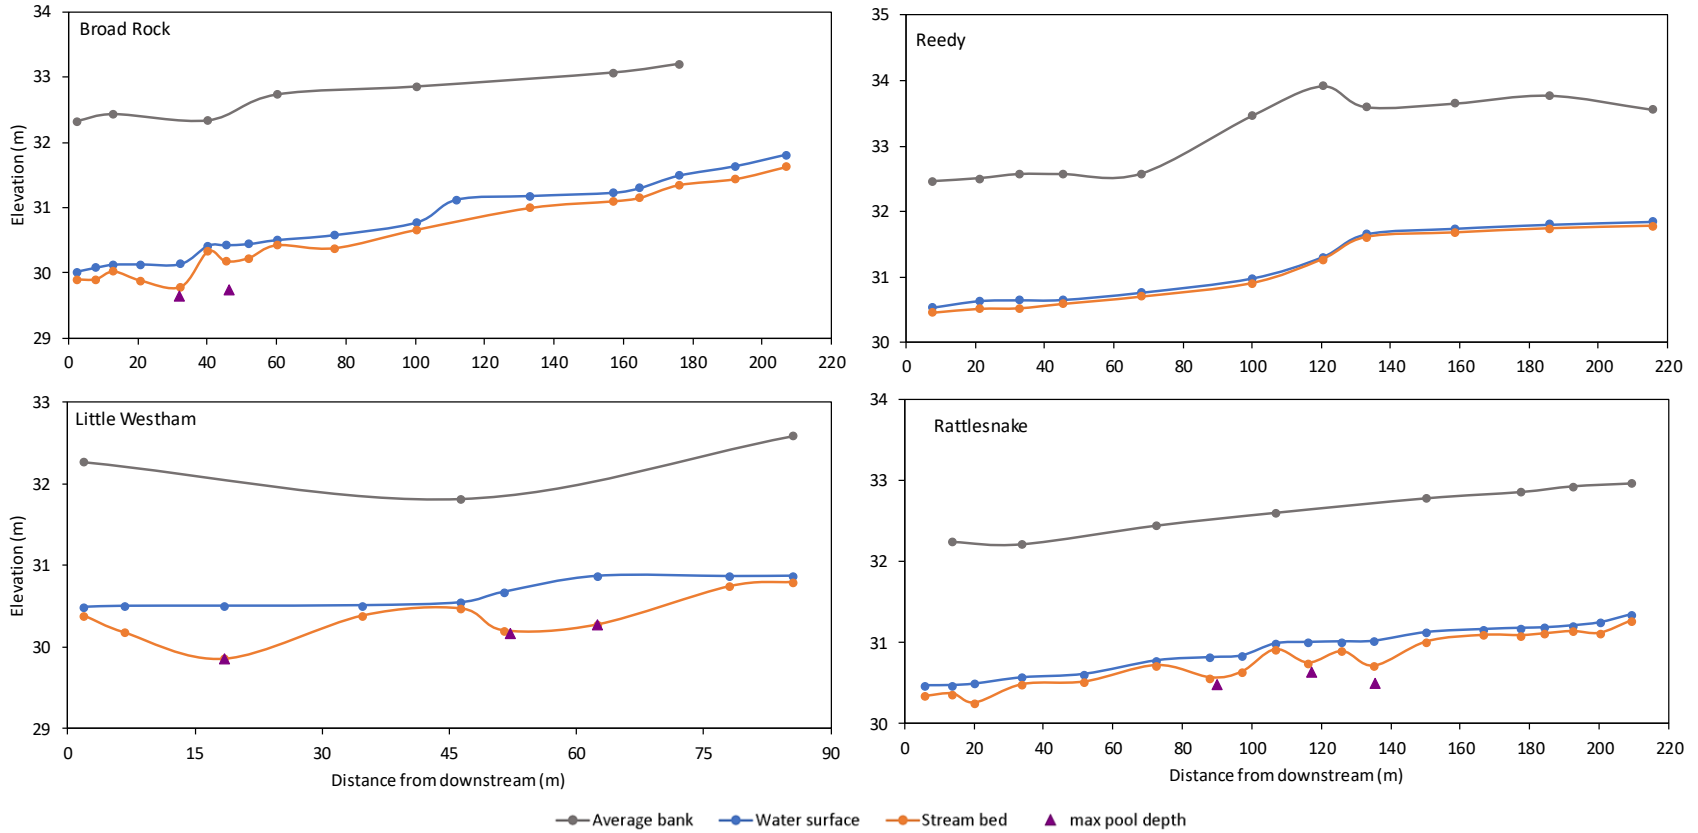 Broad Rock
Elevation (m)
34
33
32
31
30
29
0 20 40 60 80 100 120 140 160 180 200 220
Reedy
35
34
33
32
31
30
0 20 40 60 80 100 120 140 160 180 200 220
Little Westham
Elevation (m)
33
32
31
30
29
0 15 30 45 60 75 90
Distance from downstream (m)
Rattlesnake
34
33
32
31
30
0 20 40 60 80 100 120 140 160 180 200 220
Distance from downstream (m)
Average bank Water surface Stream bed max pool depth